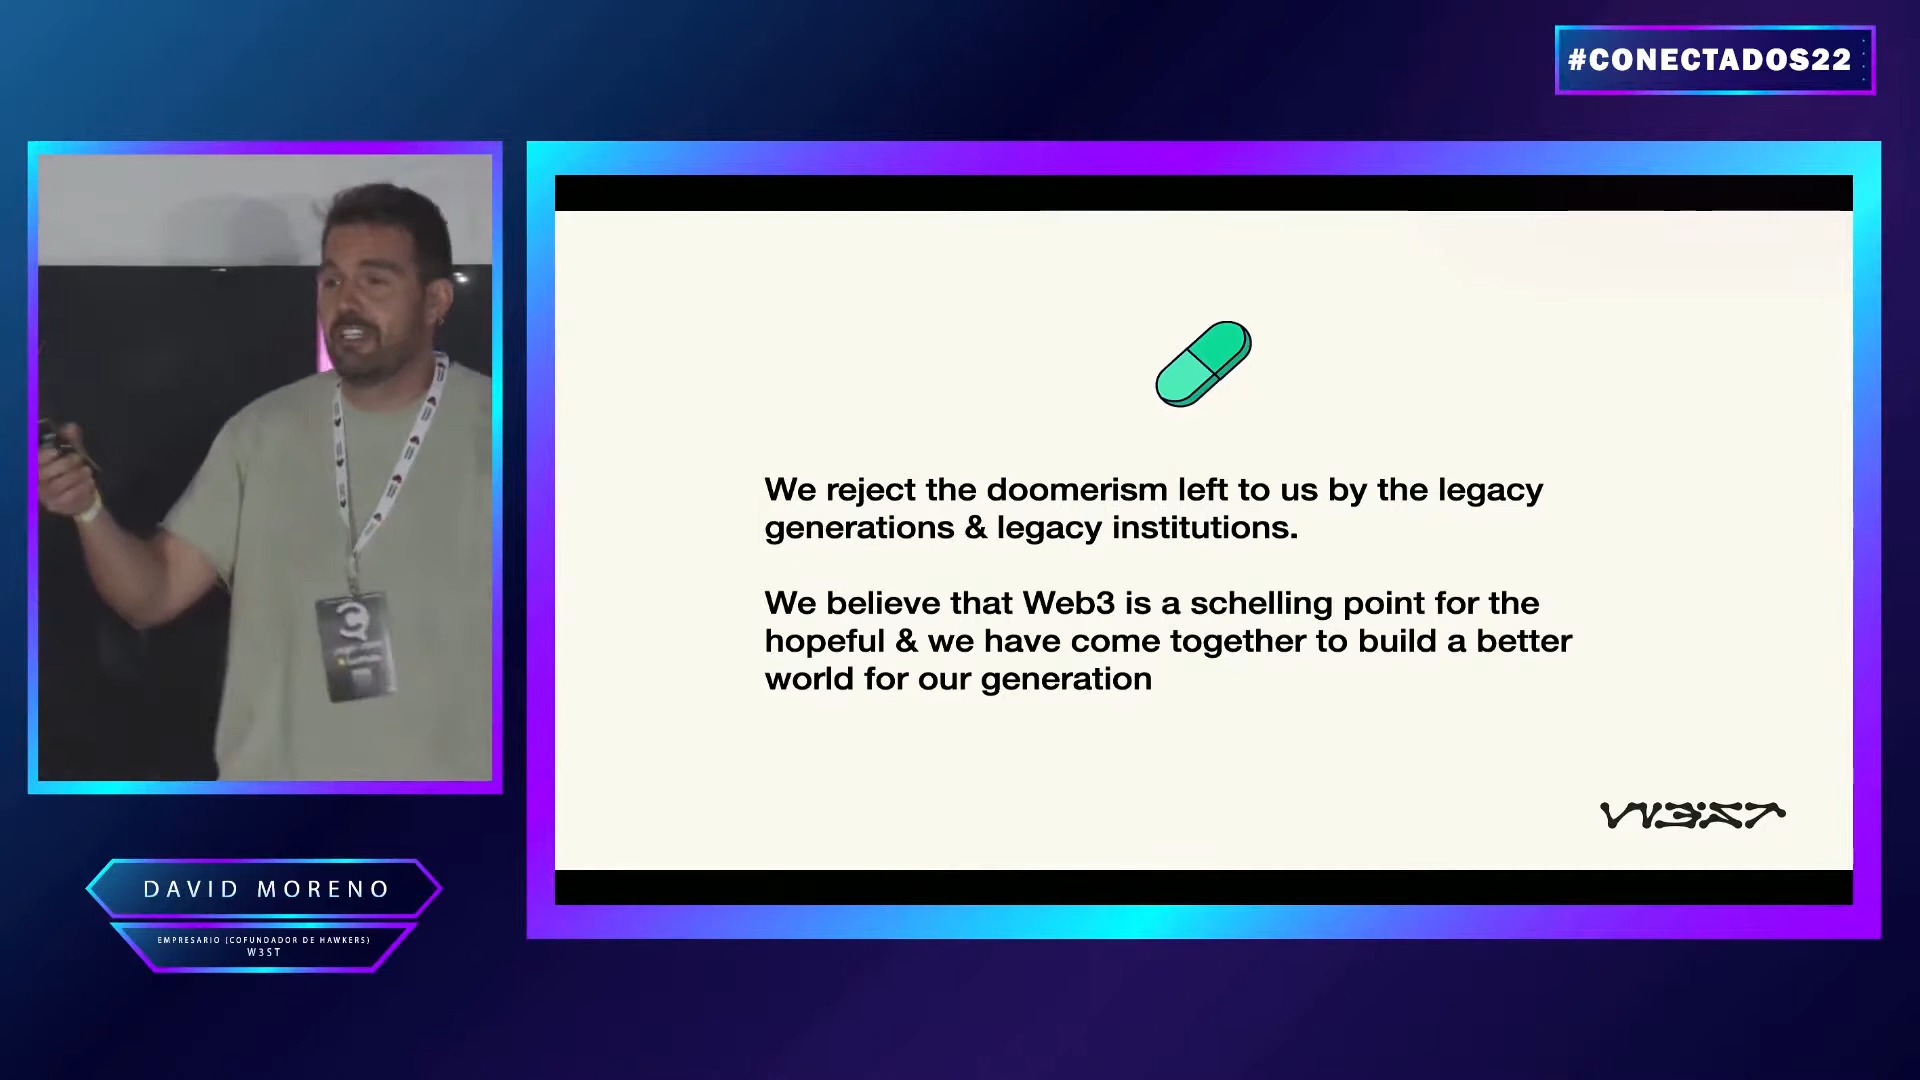 #CONECTADOS22
We reject the doomerism left to us by the legacy
generations & legacy institutions.
We believe that Web3 is a schelling point for the
hopeful & we have come together to build a better
world for our generation
W3ST
DAVID MORENO
EMPRESARIO (COFUNDADOR DE HAWKERS)
W3ST